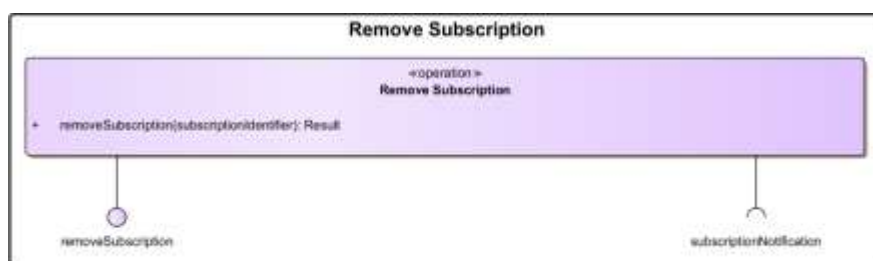 Remove Subscription
«operation»
Remove Subscription
+ removeSubscription(subscriptionIdentifier): Result
removeSubscription
subscriptionNotification